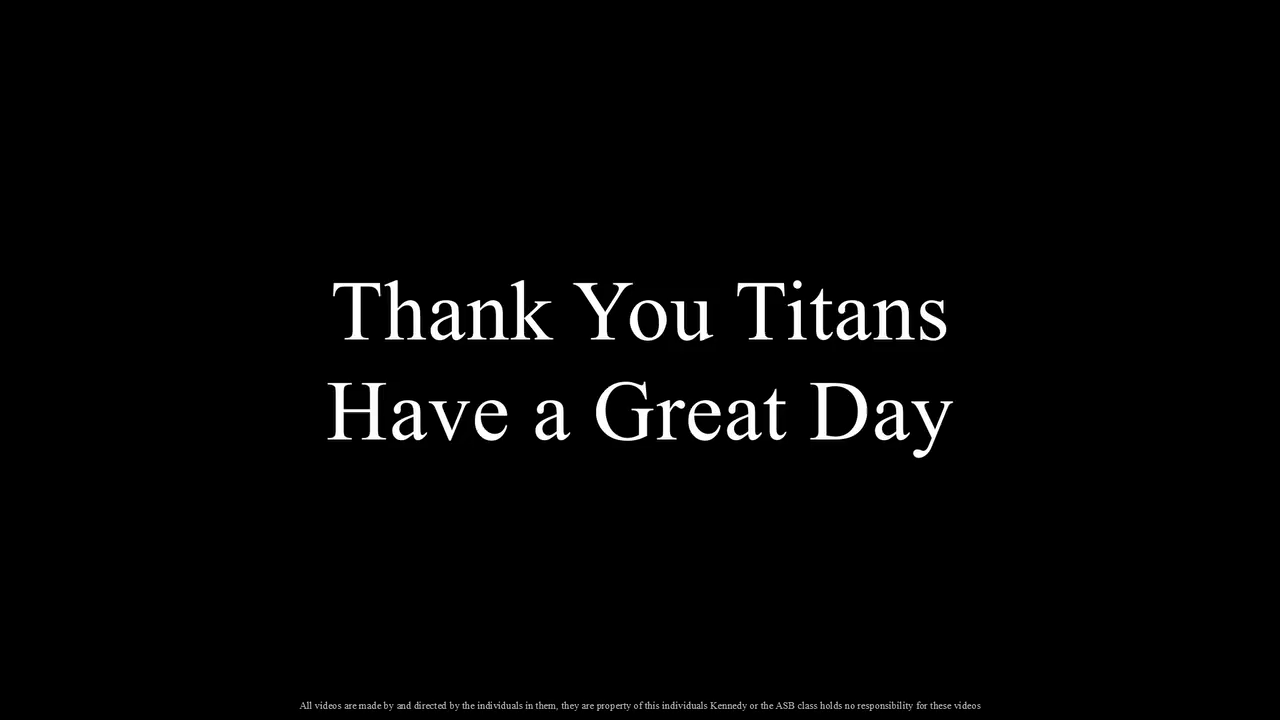 Thank You Titans
Have a Great Day
All videos are made by and directed by the individuals in them, they are property of this individuals Kennedy or the ASB class holds no responsibility for these videos